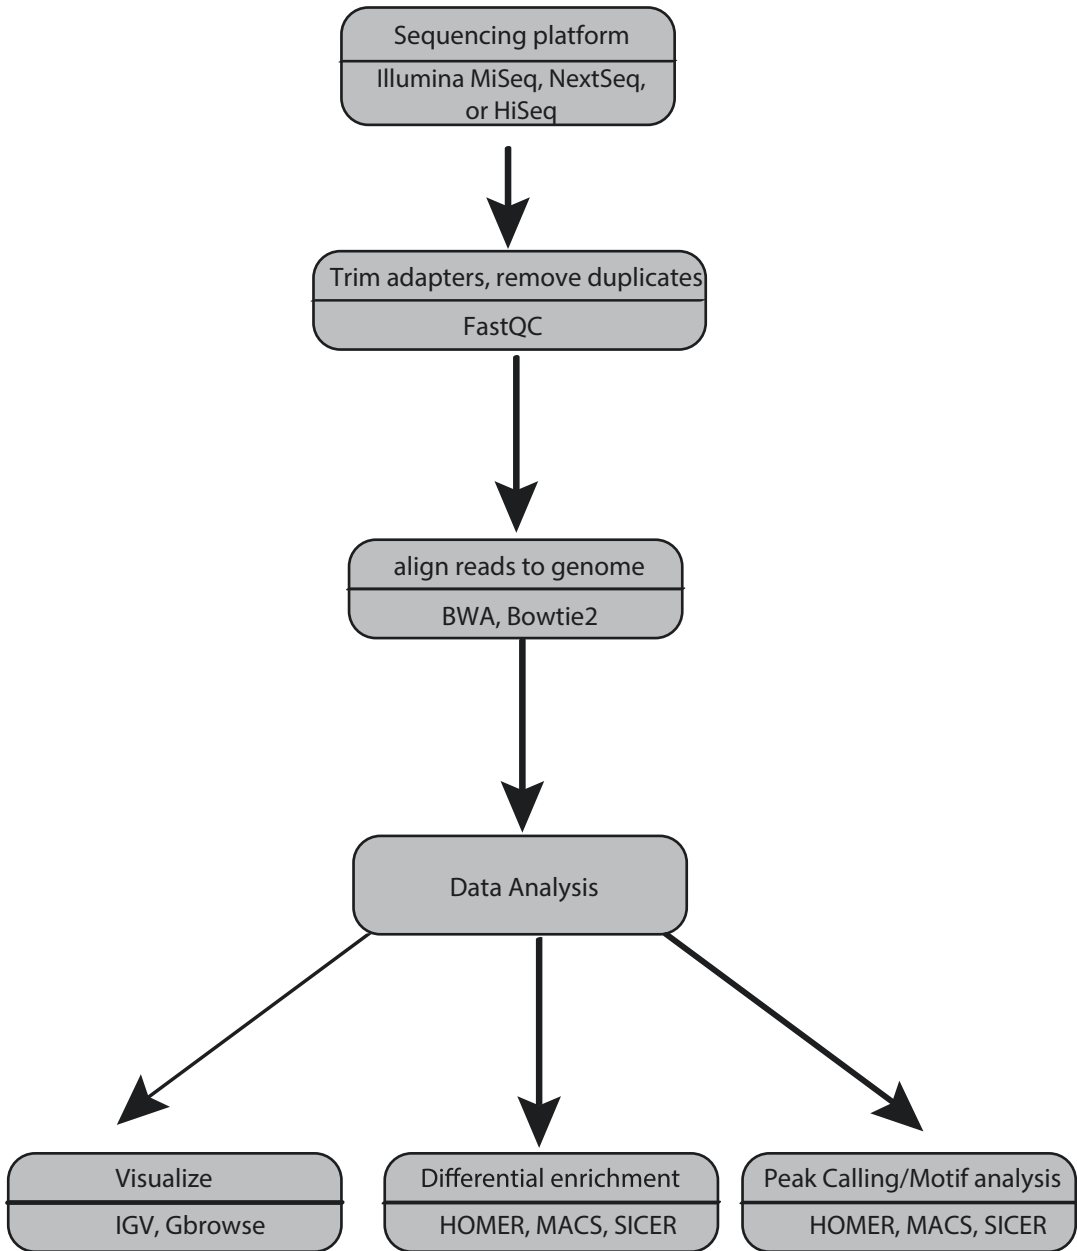 Sequencing platform
Illumina MiSeq, NextSeq,
or HiSeq
Trim adapters, remove duplicates
FastQC
align reads to genome
BWA, Bowtie2
Data Analysis
Visualize
IGV, Gbrowse
Differential enrichment
HOMER, MACS, SICER
Peak Calling/Motif analysis
HOMER, MACS, SICER